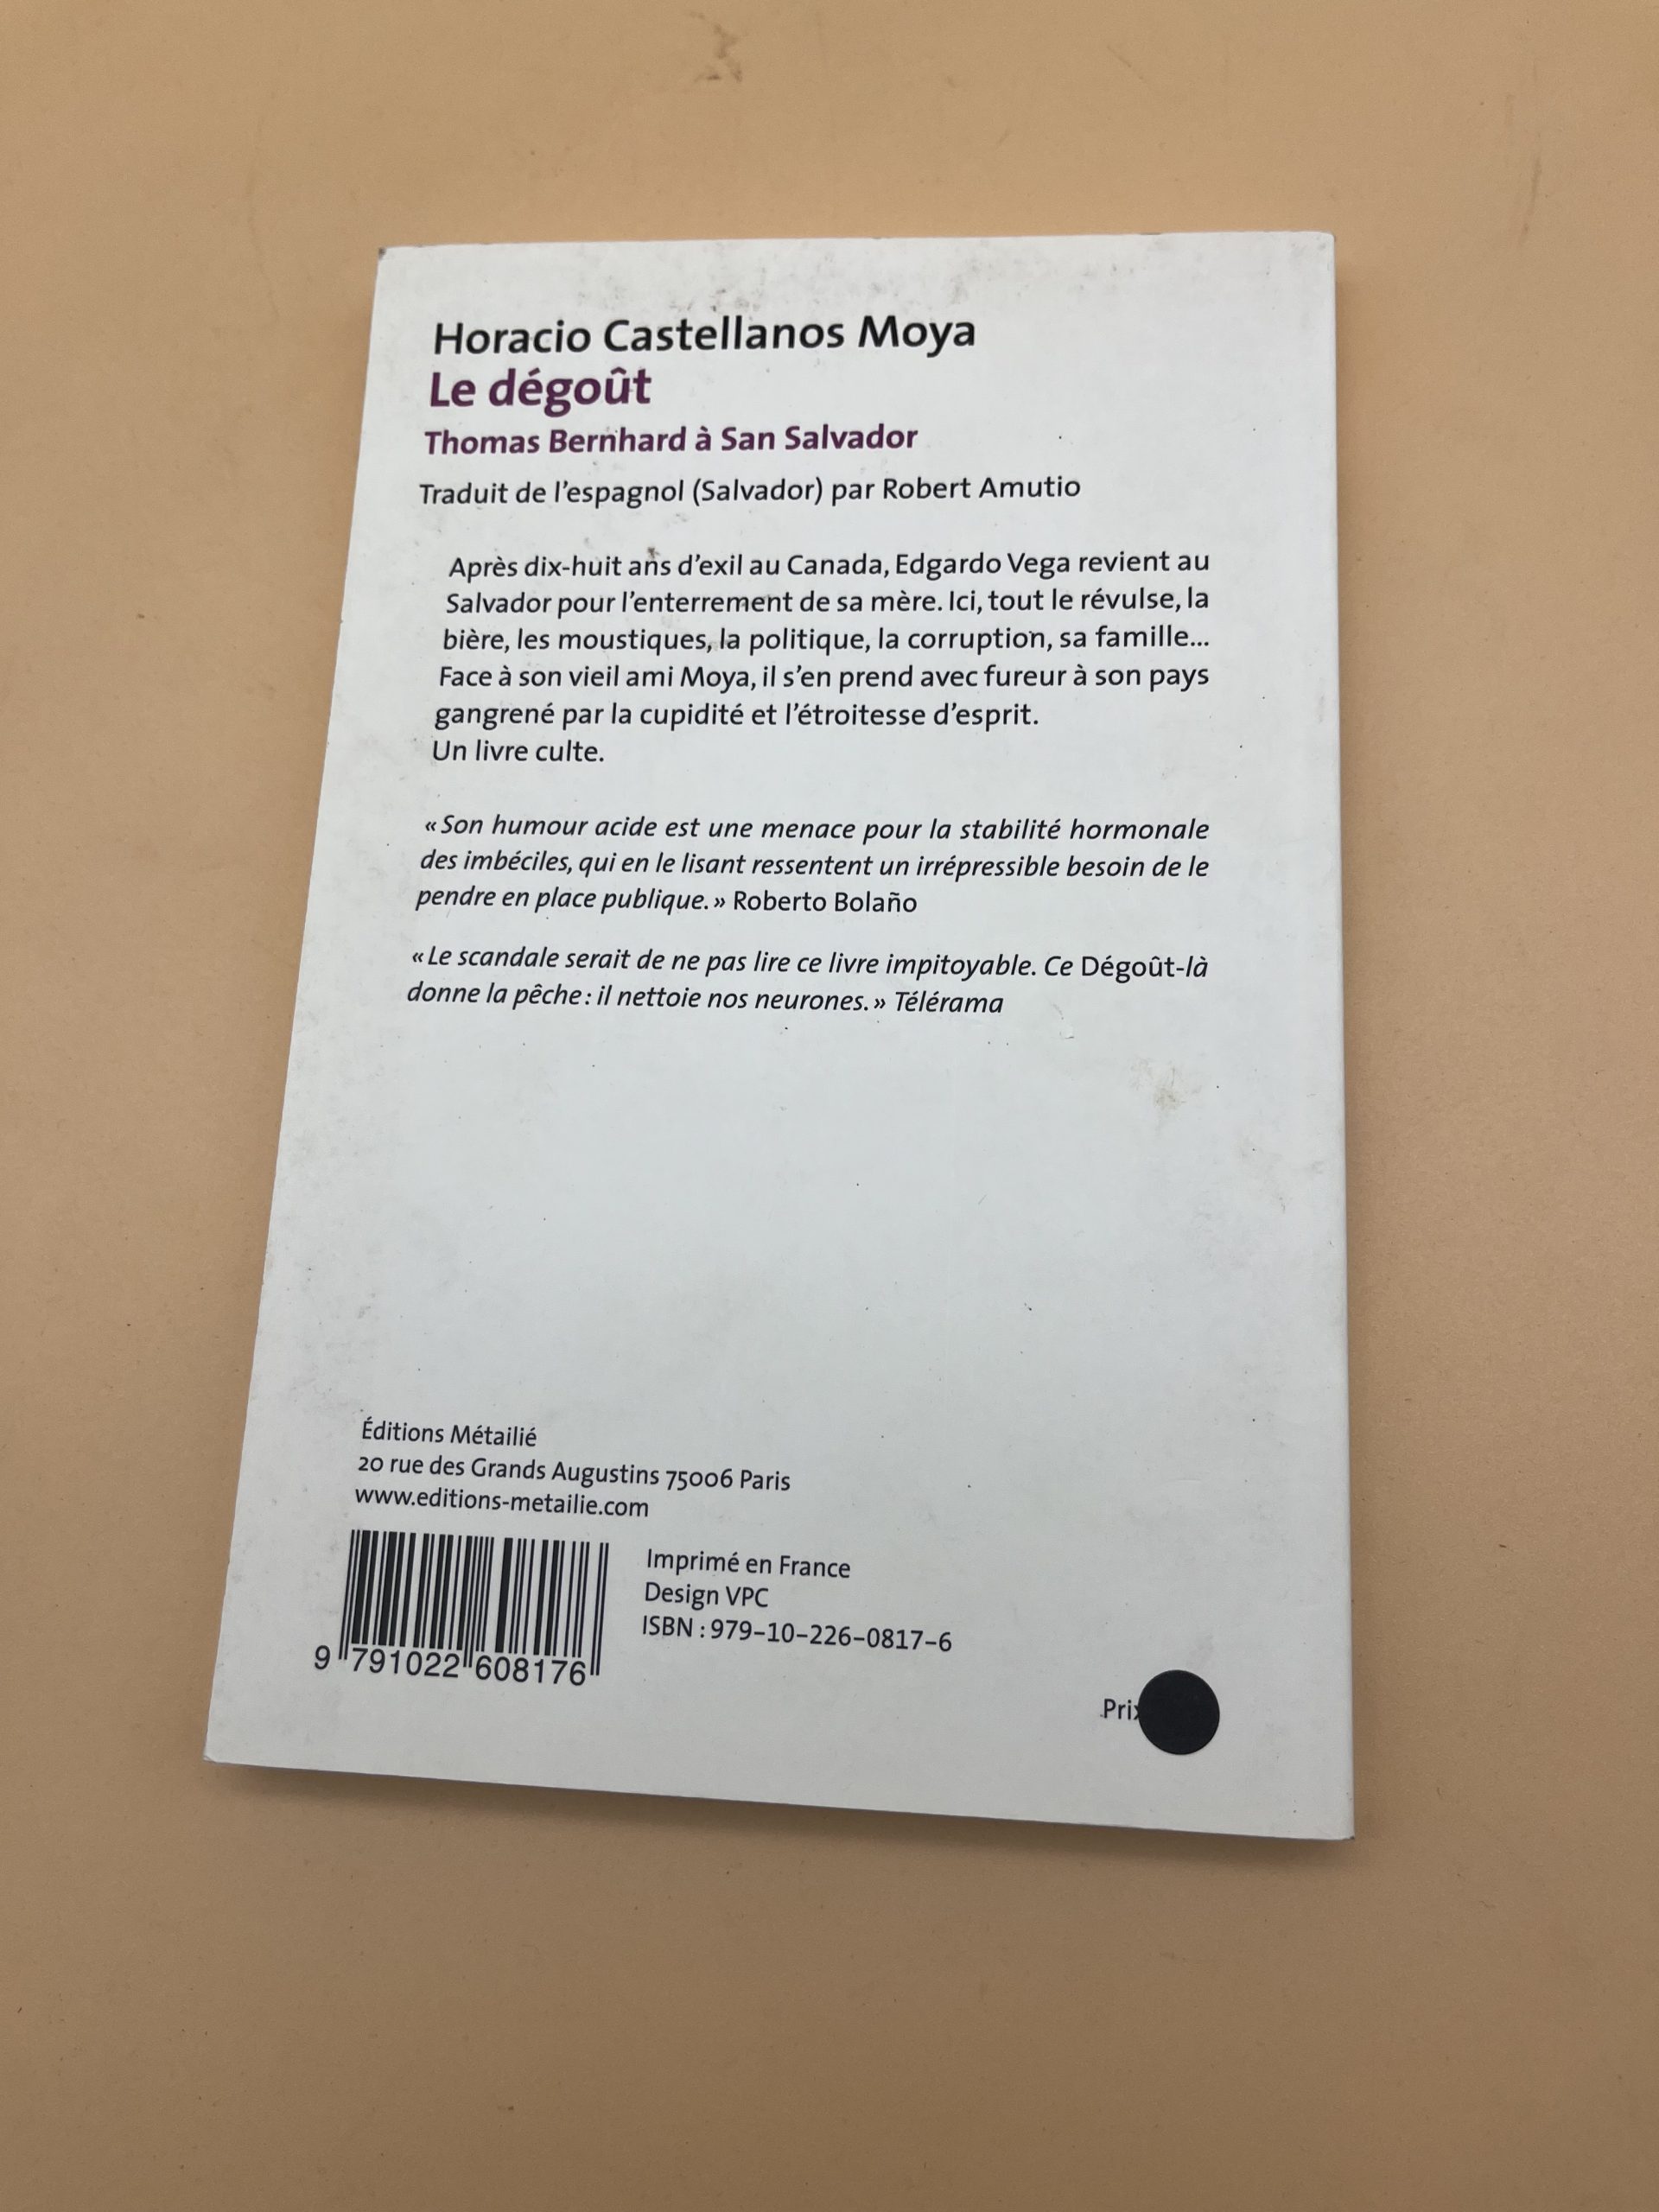 Horacio Castellanos Moya
Le dégoût
Thomas Bernhard à San Salvador
Traduit de l'espagnol (Salvador) par Robert Amutio
Après dix-huit ans d'exil au Canada, Edgardo Vega revient au
Salvador pour l'enterrement de sa mère. Ici, tout le révulse, la
bière, les moustiques, la politique, la corruption, sa famille...
Face à son vieil ami Moya, il s'en prend avec fureur à son pays
gangrené par la cupidité et l'étroitesse d'esprit.
Un livre culte.
« Son humour acide est une menace pour la stabilité hormonale
des imbéciles, qui en le lisant ressentent un irrépressible besoin de le
pendre en place publique. » Roberto Bolaño
« Le scandale serait de ne pas lire ce livre impitoyable. Ce Dégoût-là
donne la pêche : il nettoie nos neurones. » Télérama
Éditions Métailié
20 rue des Grands Augustins 75006 Paris
www.editions-metailie.com
Imprimé en France
Design VPC
ISBN : 979-10-226-0817-6
9 791022 608176